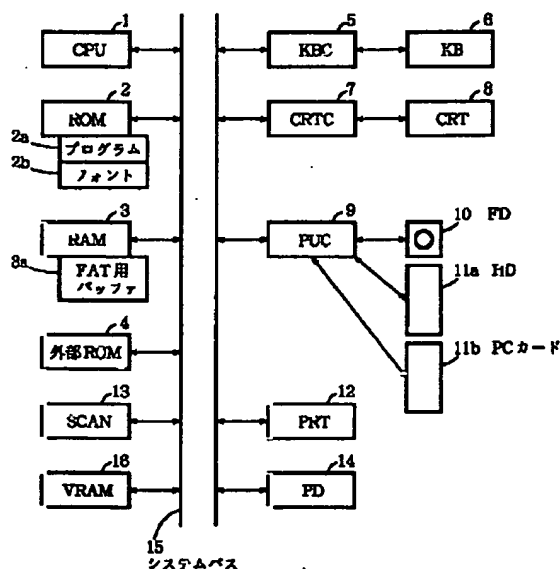 1
CPU
2
ROM
2a
プログラム
2b
フォント
3
RAM
8a
FAT用
バッファ
4
外部ROM
13
SCAN
16
VRAM
15
システムバス
5
KBC
6
KB
7
CRTC
8
CRT
9
PUC
10 FD
11a HD
11b PCカード
12
PRT
14
PD